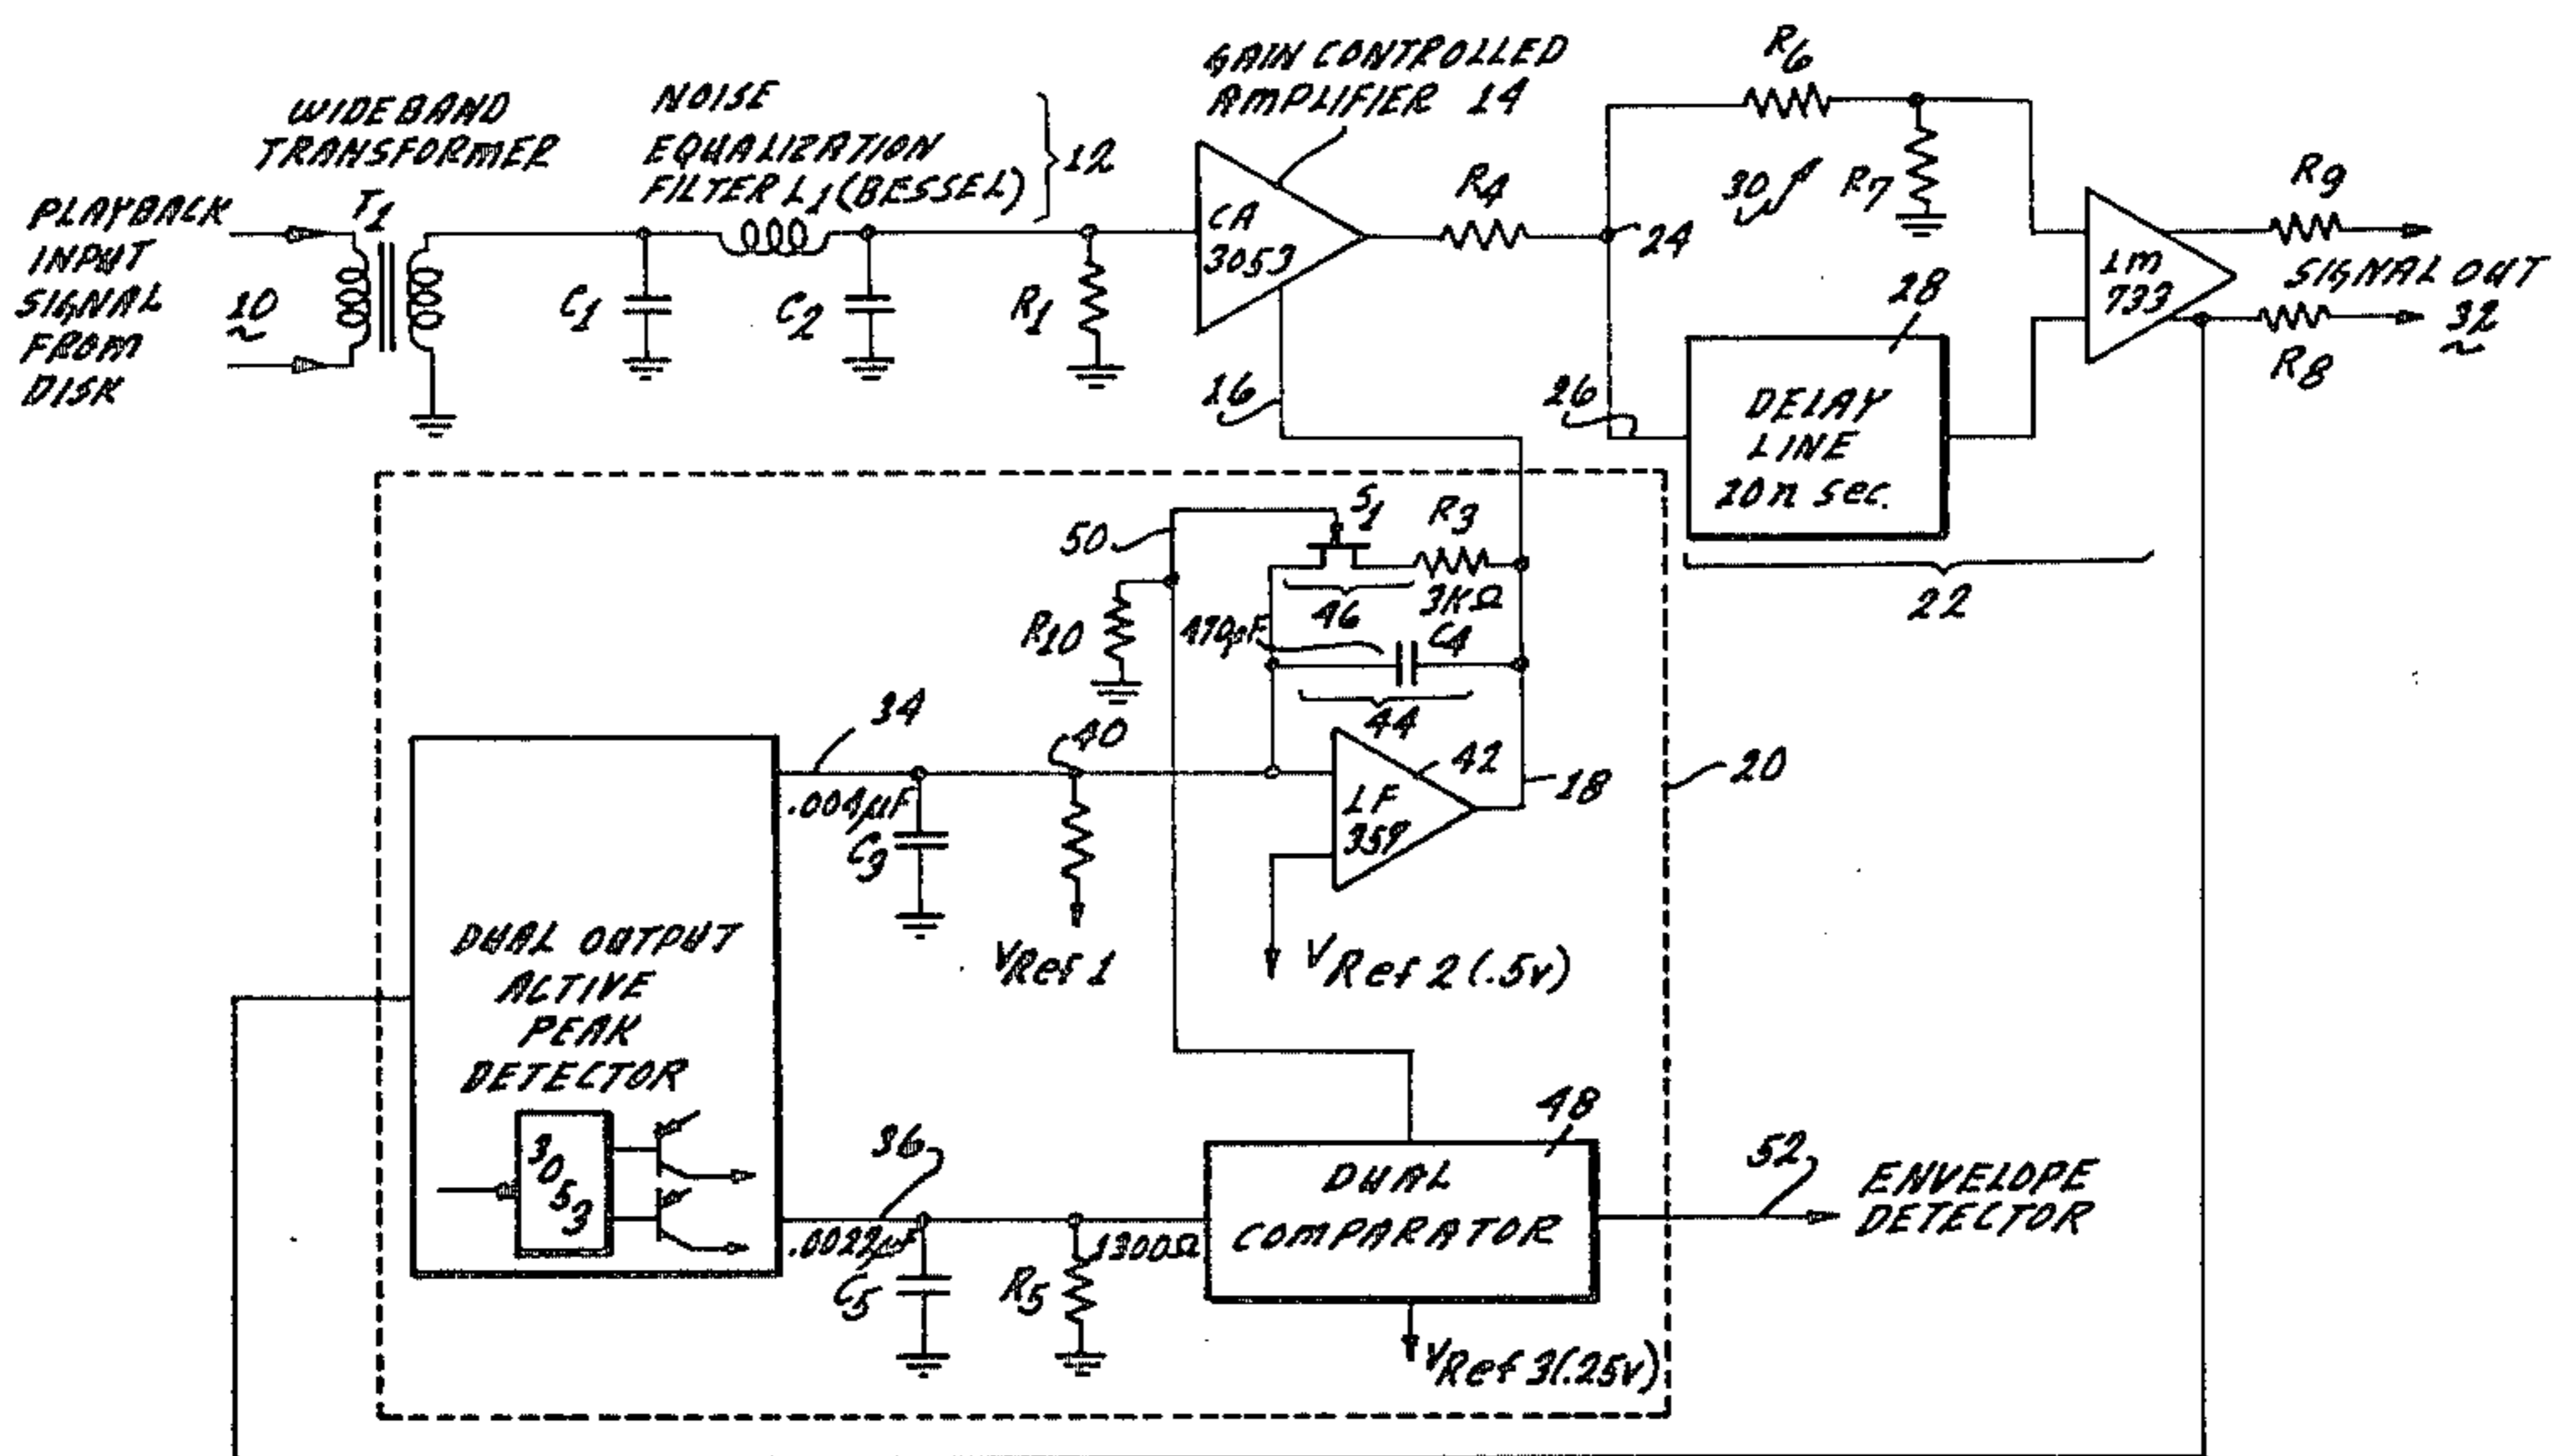 WIDEBAND
TRANSFORMER
T1
PLAYBACK
INPUT
SIGNAL
FROM
DISK
10
NOISE
EQUALIZATION
FILTER L1 (BESSEL)
12
C1
C2
R1
GAIN CONTROLLED
AMPLIFIER 14
CA
3053
16
R4
24
R6
30
R7
26
28
DELAY
LINE
20n sec.
22
LM
733
R9
SIGNAL OUT
32
R8
50
S1
R3
3KΩ
46
470pF
C4
44
R10
34
40
42
LF
357
18
20
.004µF
C3
VRef 1
VRef 2 (.5v)
DUAL OUTPUT
ACTIVE
PEAK
DETECTOR
3053
36
.0022µF
C5
R5
1300Ω
48
DUAL
COMPARATOR
VRef 3(.25v)
52
ENVELOPE
DETECTOR